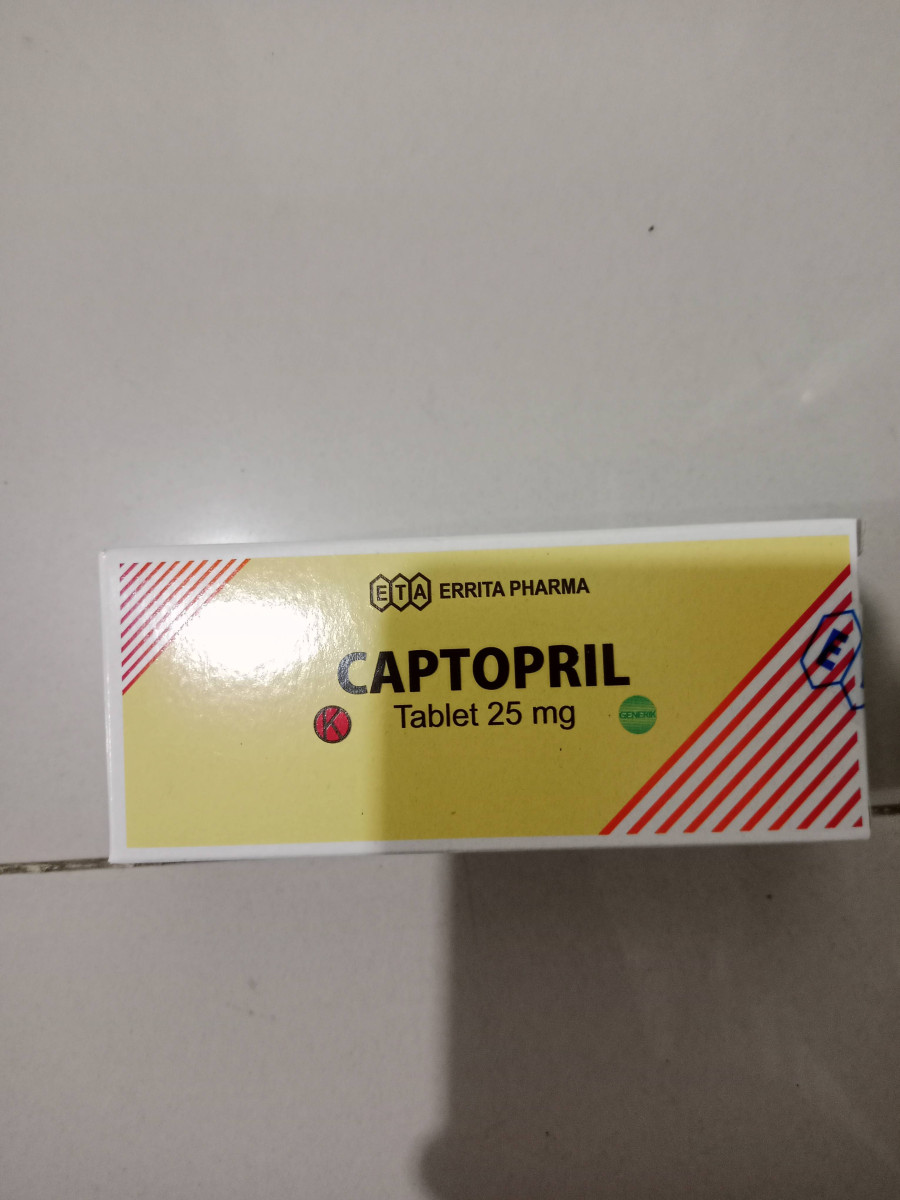 ETA ERRITA PHARMA
CAPTOPRIL
Tablet 25 mg
K
GENERIK
E